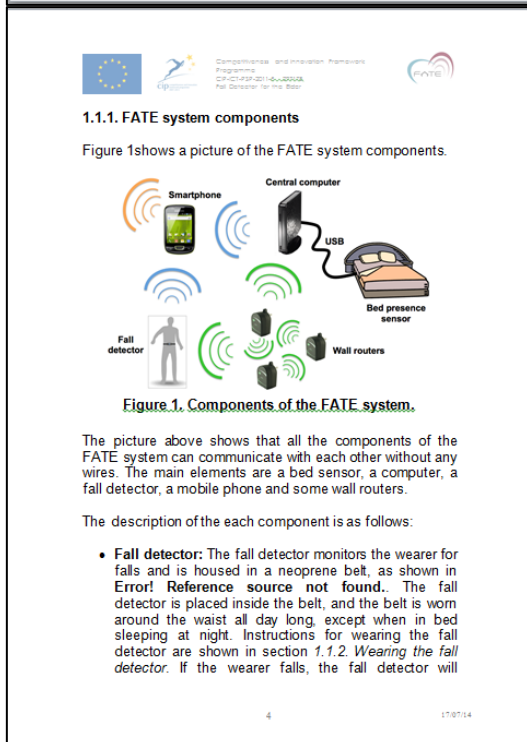 Competitiveness and Innovation Framework
Programme
Fall Detector for the Elder
cip
FATE
1.1.1. FATE system components
Figure 1shows a picture of the FATE system components.
Central computer
Smartphone
USB
Bed presence
sensor
Fall
detector
Wall routers
Figure 1. Components of the FATE system.
The picture above shows that all the components of the
FATE system can communicate with each other without any
wires. The main elements are a bed sensor, a computer, a
fall detector, a mobile phone and some wall routers.
The description of the each component is as follows:
• Fall detector: The fall detector monitors the wearer for
falls and is housed in a neoprene belt, as shown in
Error! Reference source not found.. The fall
detector is placed inside the belt, and the belt is worn
around the waist all day long, except when in bed
sleeping at night. Instructions for wearing the fall
detector are shown in section 1.1.2. Wearing the fall
detector. If the wearer falls, the fall detector will
4
17/07/14